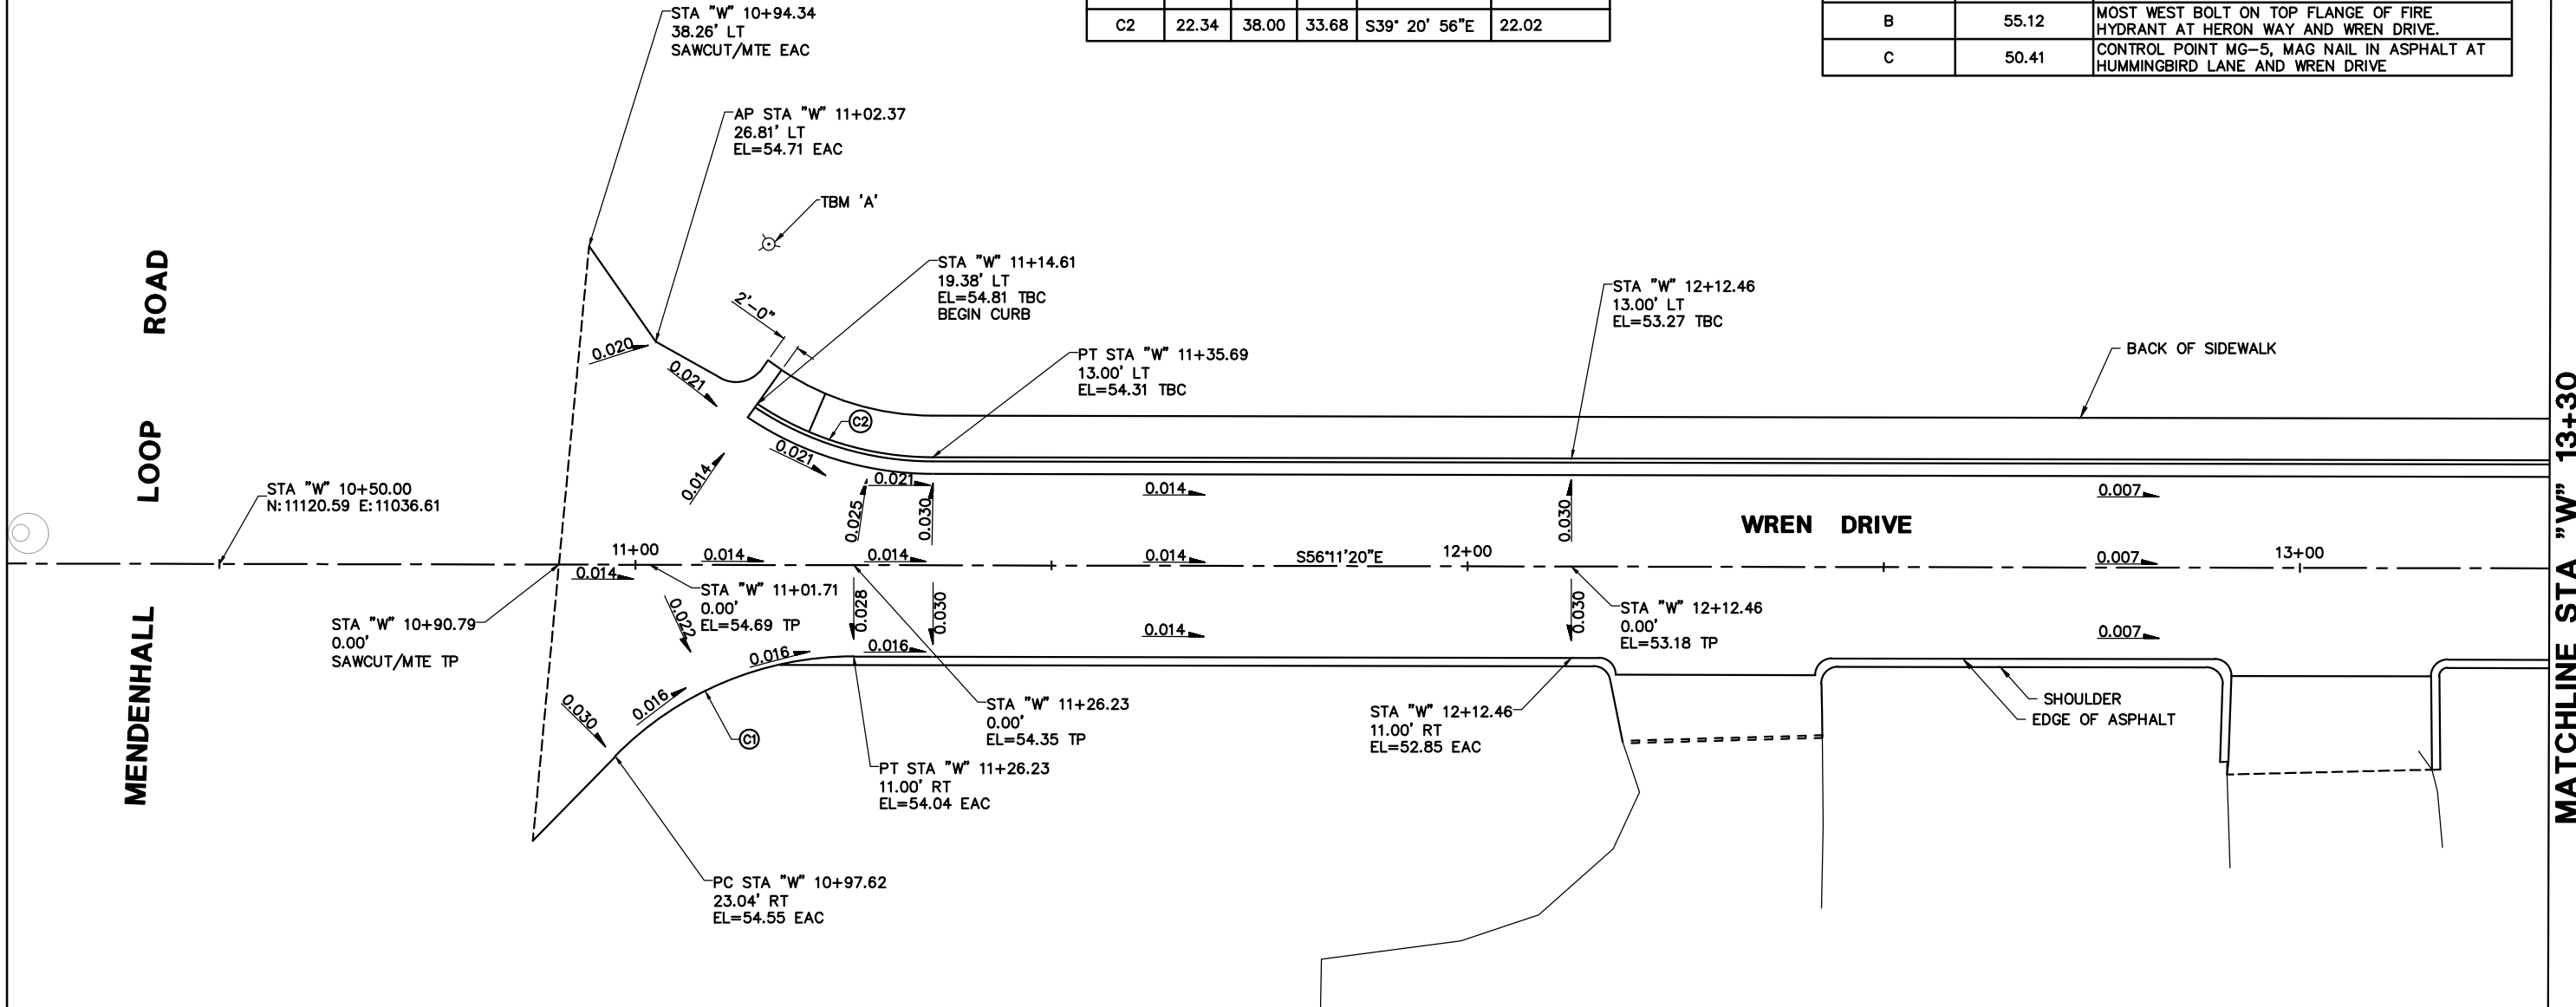 STA "W" 10+94.34
38.26' LT
SAWCUT/MTE EAC
C2 22.34 38.00 33.68 S39° 20' 56"E 22.02
B 55.12 MOST WEST BOLT ON TOP FLANGE OF FIRE
HYDRANT AT HERON WAY AND WREN DRIVE.
C 50.41 CONTROL POINT MG-5, MAG NAIL IN ASPHALT AT
HUMMINGBIRD LANE AND WREN DRIVE
AP STA "W" 11+02.37
26.81' LT
EL=54.71 EAC
TBM 'A'
STA "W" 11+14.61
19.38' LT
EL=54.81 TBC
BEGIN CURB
2'-0"
STA "W" 12+12.46
13.00' LT
EL=53.27 TBC
PT STA "W" 11+35.69
13.00' LT
EL=54.31 TBC
BACK OF SIDEWALK
0.020
0.021
C2
0.021
0.014
0.021
0.025
0.030
0.014
0.030
0.007
STA "W" 10+50.00
N:11120.59 E:11036.61
WREN DRIVE
MENDENHALL LOOP ROAD
MATCHLINE STA "W" 13+30
11+00
0.014
0.014
0.014
0.014
S56°11'20"E
12+00
0.007
13+00
STA "W" 11+01.71
0.00'
EL=54.69 TP
0.022
0.028
0.030
0.030
STA "W" 12+12.46
0.00'
EL=53.18 TP
STA "W" 10+90.79
0.00'
SAWCUT/MTE TP
0.014
0.007
0.016
0.016
0.016
0.030
C1
STA "W" 11+26.23
0.00'
EL=54.35 TP
PT STA "W" 11+26.23
11.00' RT
EL=54.04 EAC
STA "W" 12+12.46
11.00' RT
EL=52.85 EAC
SHOULDER
EDGE OF ASPHALT
PC STA "W" 10+97.62
23.04' RT
EL=54.55 EAC